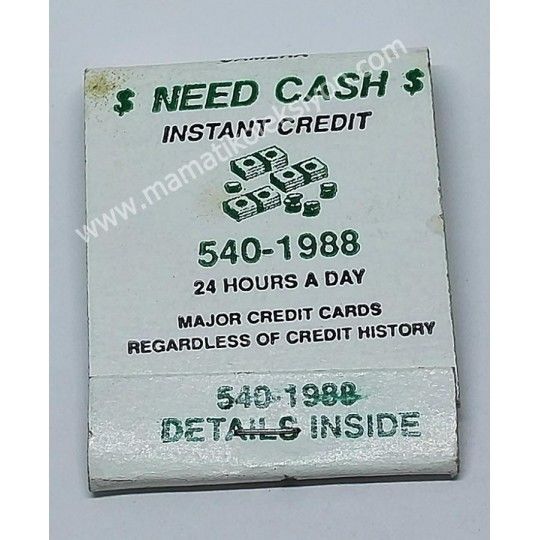 CAMERA
$ NEED CASH $
INSTANT CREDIT
540-1988
24 HOURS A DAY
MAJOR CREDIT CARDS
REGARDLESS OF CREDIT HISTORY
540-1988
DETAILS INSIDE